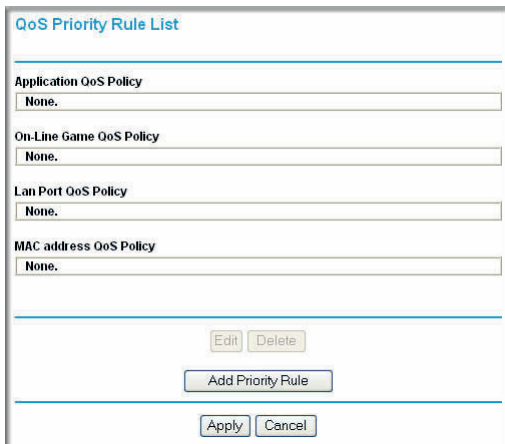 QoS Priority Rule List
Application QoS Policy
None.
On-Line Game QoS Policy
None.
Lan Port QoS Policy
None.
MAC address QoS Policy
None.
Edit Delete
Add Priority Rule
Apply Cancel